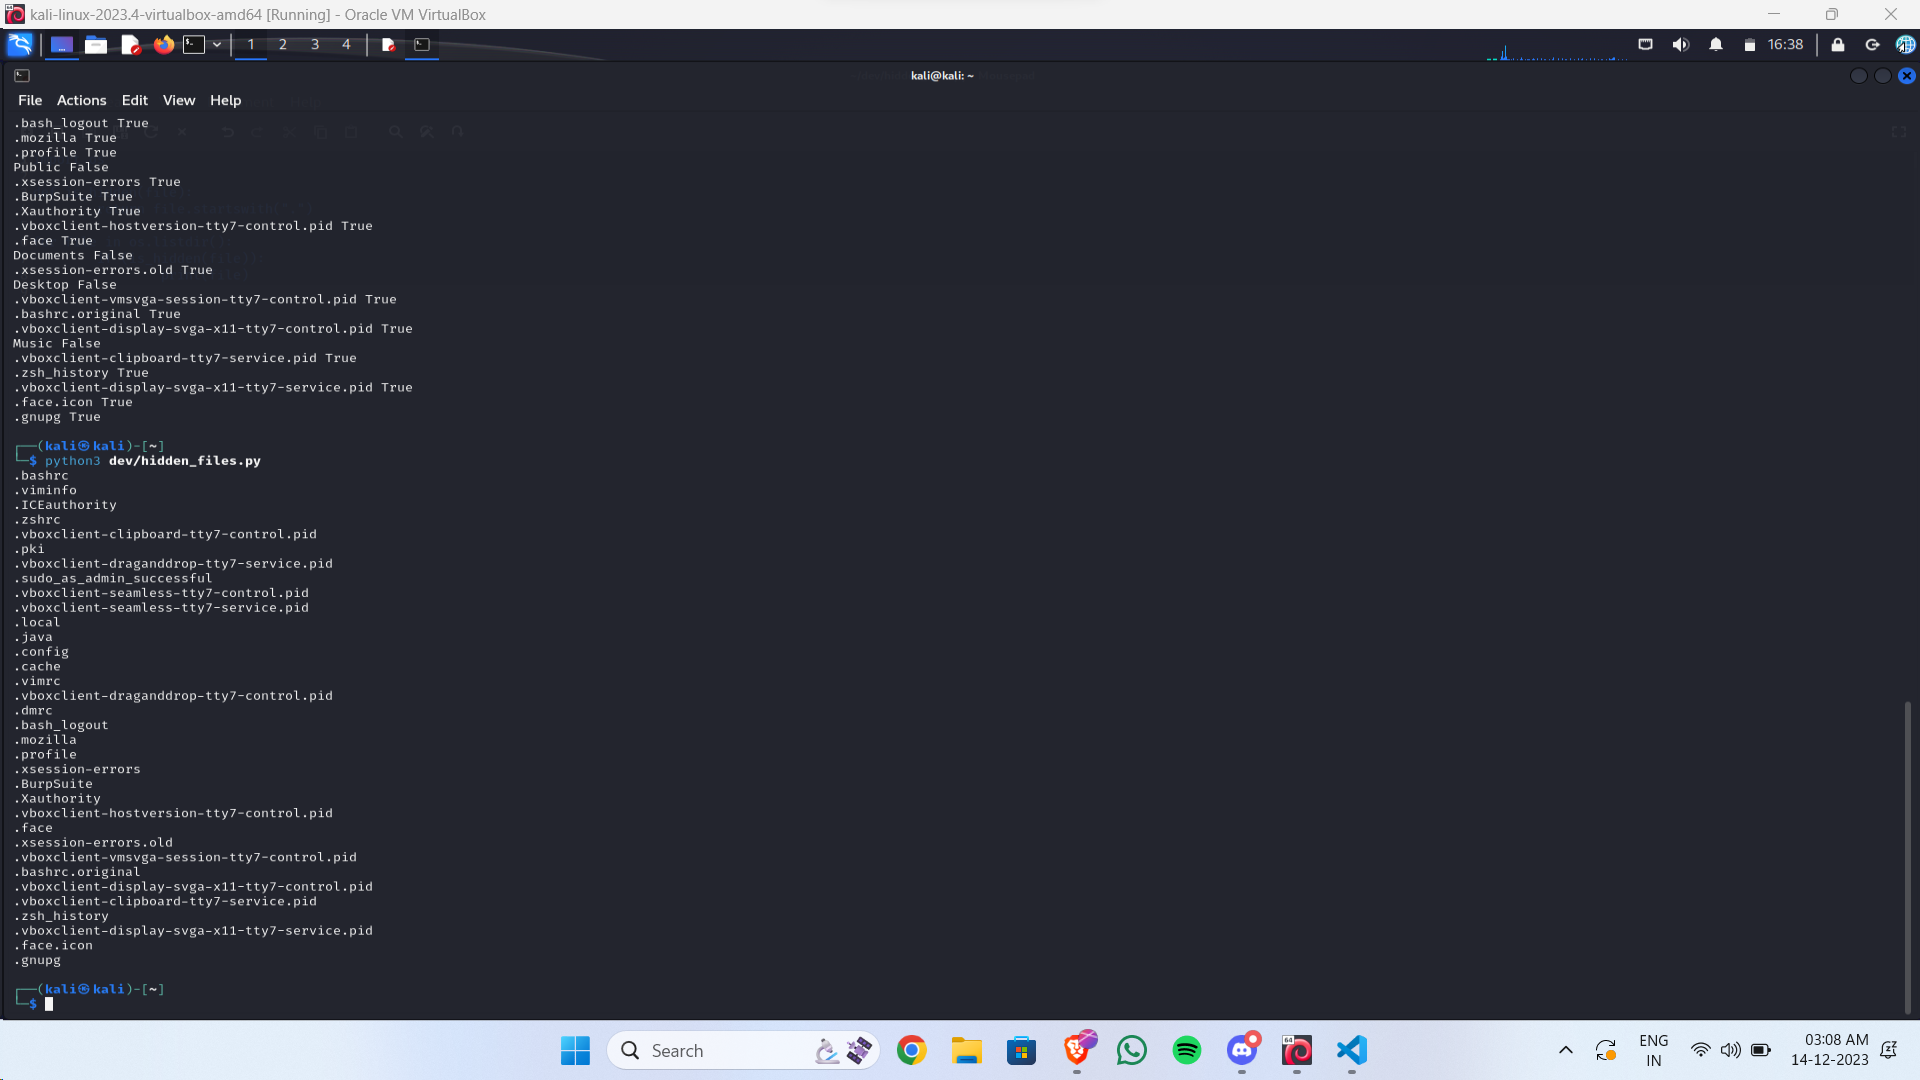 kali-linux-2023.4-virtualbox-amd64 [Running] - Oracle VM VirtualBox
1 2 3 4
16:38
kali@kali: ~
File Actions Edit View Help
.bash_logout True
.mozilla True
.profile True
Public False
.xsession-errors True
.BurpSuite True
.Xauthority True
.vboxclient-hostversion-tty7-control.pid True
.face True
Documents False
.xsession-errors.old True
Desktop False
.vboxclient-vmsvga-session-tty7-control.pid True
.bashrc.original True
.vboxclient-display-svga-x11-tty7-control.pid True
Music False
.vboxclient-clipboard-tty7-service.pid True
.zsh_history True
.vboxclient-display-svga-x11-tty7-service.pid True
.face.icon True
.gnupg True
┌──(kali㉿kali)-[~]
└─$ python3 dev/hidden_files.py
.bashrc
.viminfo
.ICEauthority
.zshrc
.vboxclient-clipboard-tty7-control.pid
.pki
.vboxclient-draganddrop-tty7-service.pid
.sudo_as_admin_successful
.vboxclient-seamless-tty7-control.pid
.vboxclient-seamless-tty7-service.pid
.local
.java
.config
.cache
.vimrc
.vboxclient-draganddrop-tty7-control.pid
.dmrc
.bash_logout
.mozilla
.profile
.xsession-errors
.BurpSuite
.Xauthority
.vboxclient-hostversion-tty7-control.pid
.face
.xsession-errors.old
.vboxclient-vmsvga-session-tty7-control.pid
.bashrc.original
.vboxclient-display-svga-x11-tty7-control.pid
.vboxclient-clipboard-tty7-service.pid
.zsh_history
.vboxclient-display-svga-x11-tty7-service.pid
.face.icon
.gnupg
┌──(kali㉿kali)-[~]
└─$
Search
64
ENG
IN
03:08 AM
14-12-2023